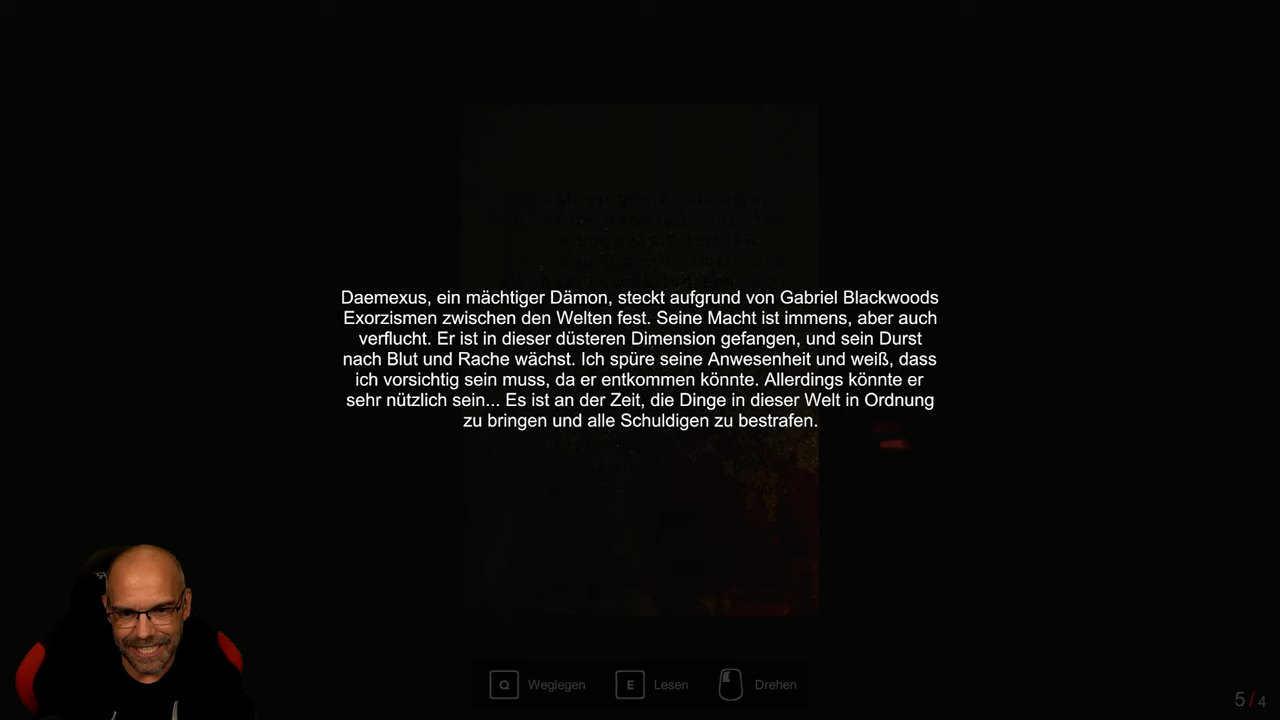 Daemexus, ein mächtiger Dämon, steckt aufgrund von Gabriel Blackwoods
Exorzismen zwischen den Welten fest. Seine Macht ist immens, aber auch
verflucht. Er ist in dieser düsteren Dimension gefangen, und sein Durst
nach Blut und Rache wächst. Ich spüre seine Anwesenheit und weiß, dass
ich vorsichtig sein muss, da er entkommen könnte. Allerdings könnte er
sehr nützlich sein... Es ist an der Zeit, die Dinge in dieser Welt in Ordnung
zu bringen und alle Schuldigen zu bestrafen.
Q Weglegen E Lesen Drehen
5/4